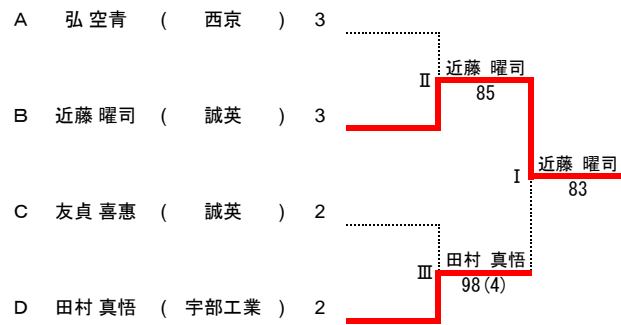 A 弘 空青 ( 西京 ) 3
近藤 曜司
Ⅱ
85
B 近藤 曜司 ( 誠英 ) 3
近藤 曜司
Ⅰ
83
C 友貞 喜惠 ( 誠英 ) 2
田村 真悟
Ⅲ
98(4)
D 田村 真悟 ( 宇部工業 ) 2